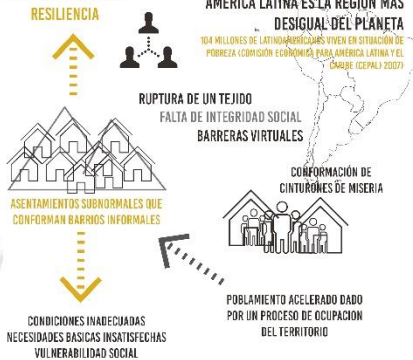 RESILIENCIA
AMÉRICA LATINA ES LA REGIÓN MÁS
DESIGUAL DEL PLANETA
104 MILLONES DE LATINOAMERICANOS VIVEN EN SITUACIÓN DE
POBREZA (COMISIÓN ECONÓMICA PARA AMÉRICA LATINA Y EL
CARIBE (CEPAL) 2007)
RUPTURA DE UN TEJIDO
FALTA DE INTEGRIDAD SOCIAL
BARRERAS VIRTUALES
ASENTAMIENTOS SUBNORMALES QUE
CONFORMAN BARRIOS INFORMALES
CONFORMACIÓN DE
CINTURONES DE MISERIA
POBLAMIENTO ACELERADO DADO
POR UN PROCESO DE OCUPACION
DEL TERRITORIO
CONDICIONES INADECUADAS
NECESIDADES BASICAS INSATISFECHAS
VULNERABILIDAD SOCIAL